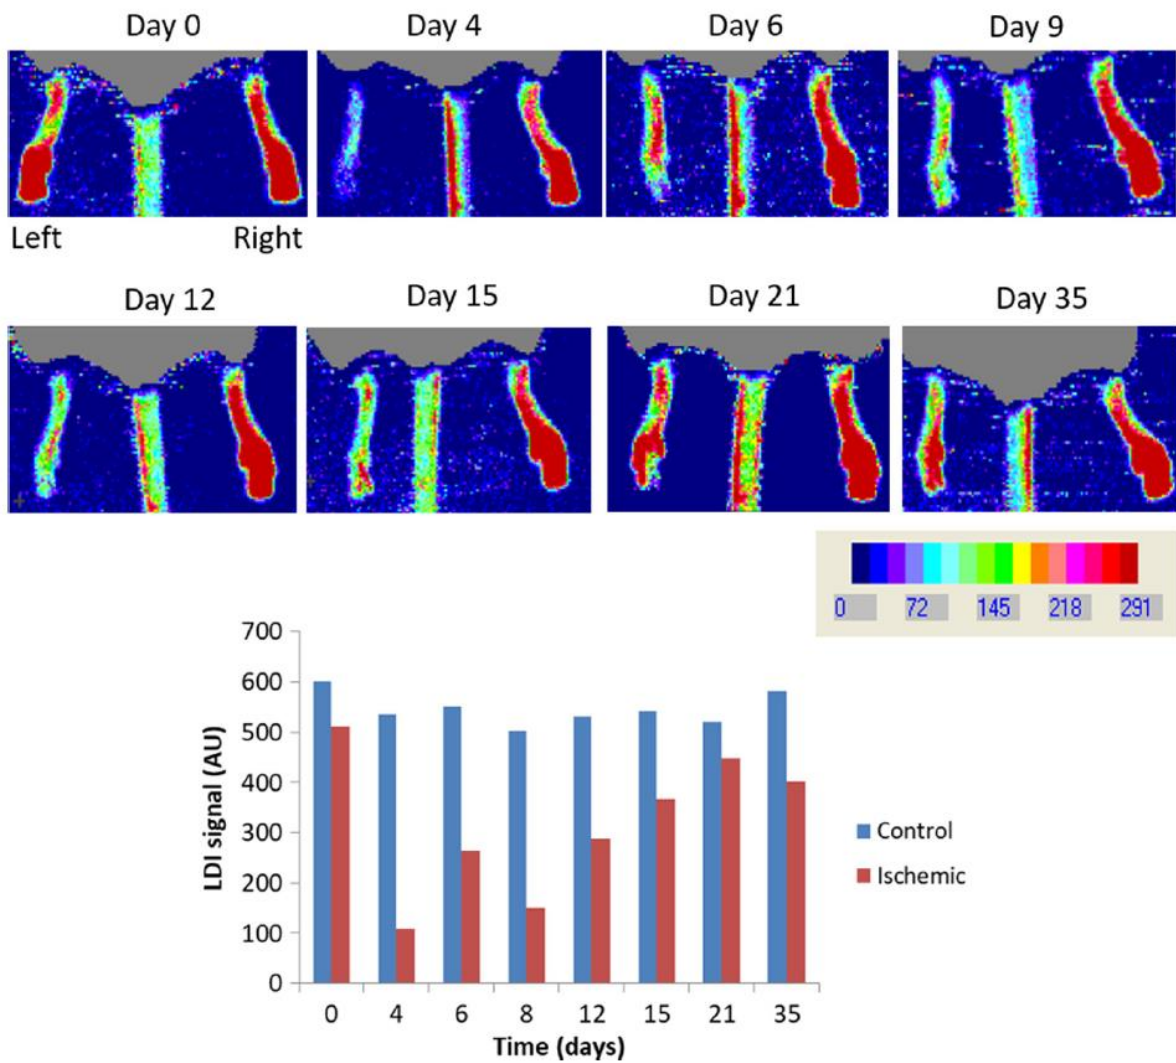 Day 0 Day 4 Day 6 Day 9
Left Right
Day 12 Day 15 Day 21 Day 35
0 72 145 218 291
700
600
500
400
300
200
100
0
LDI signal (AU)
0 4 6 8 12 15 21 35
Time (days)
Control
Ischemic